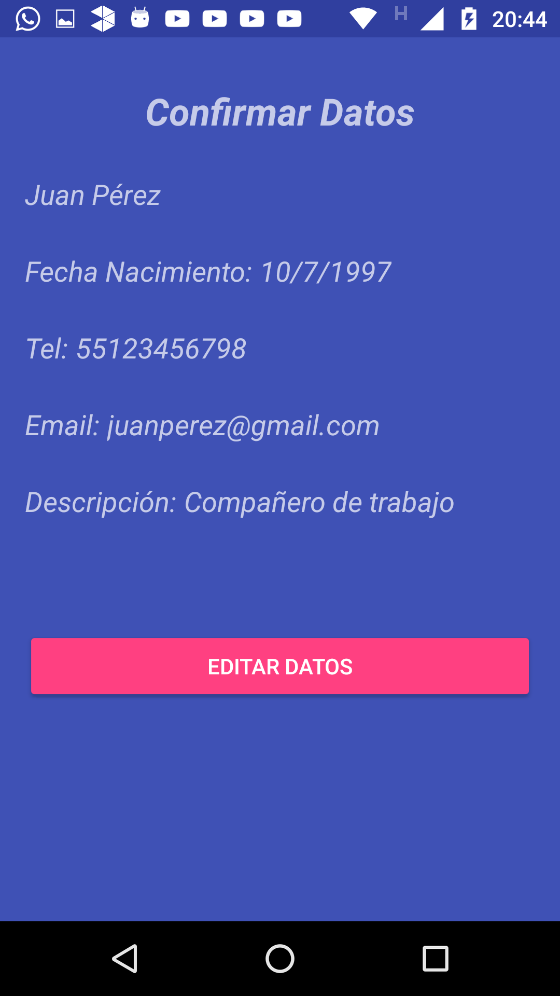 H 20:44
Confirmar Datos
Juan Pérez
Fecha Nacimiento: 10/7/1997
Tel: 55123456798
Email: juanperez@gmail.com
Descripción: Compañero de trabajo
EDITAR DATOS